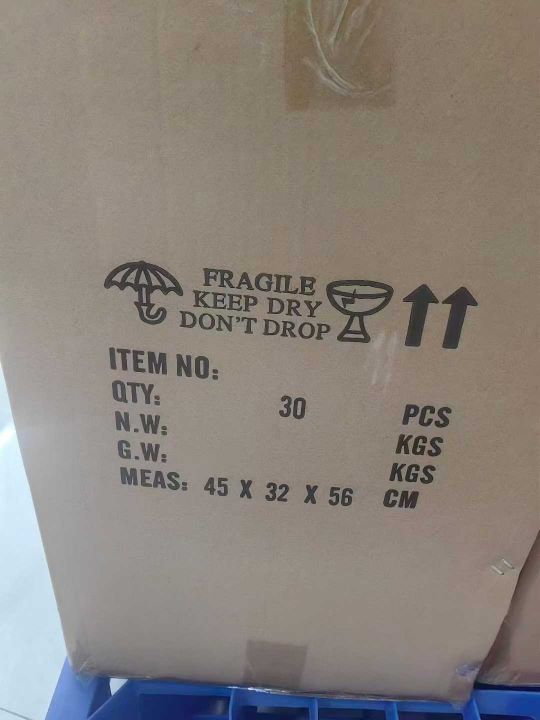 FRAGILE
KEEP DRY
DON'T DROP
ITEM NO:
QTY: 30 PCS
N.W: KGS
G.W: KGS
MEAS: 45 X 32 X 56 CM